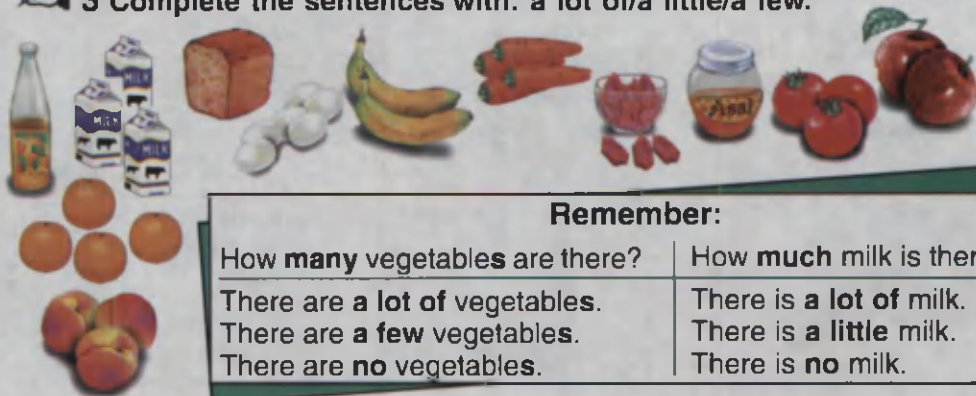 3 Complete the sentences with: a lot of/a little/a few.
MILK
MILK
MILK
Asal
Remember:
How many vegetables are there?
How much milk is
There are a lot of vegetables.
There are a few vegetables.
There are no vegetables.
There is a lot of milk.
There is a little milk.
There is no milk.